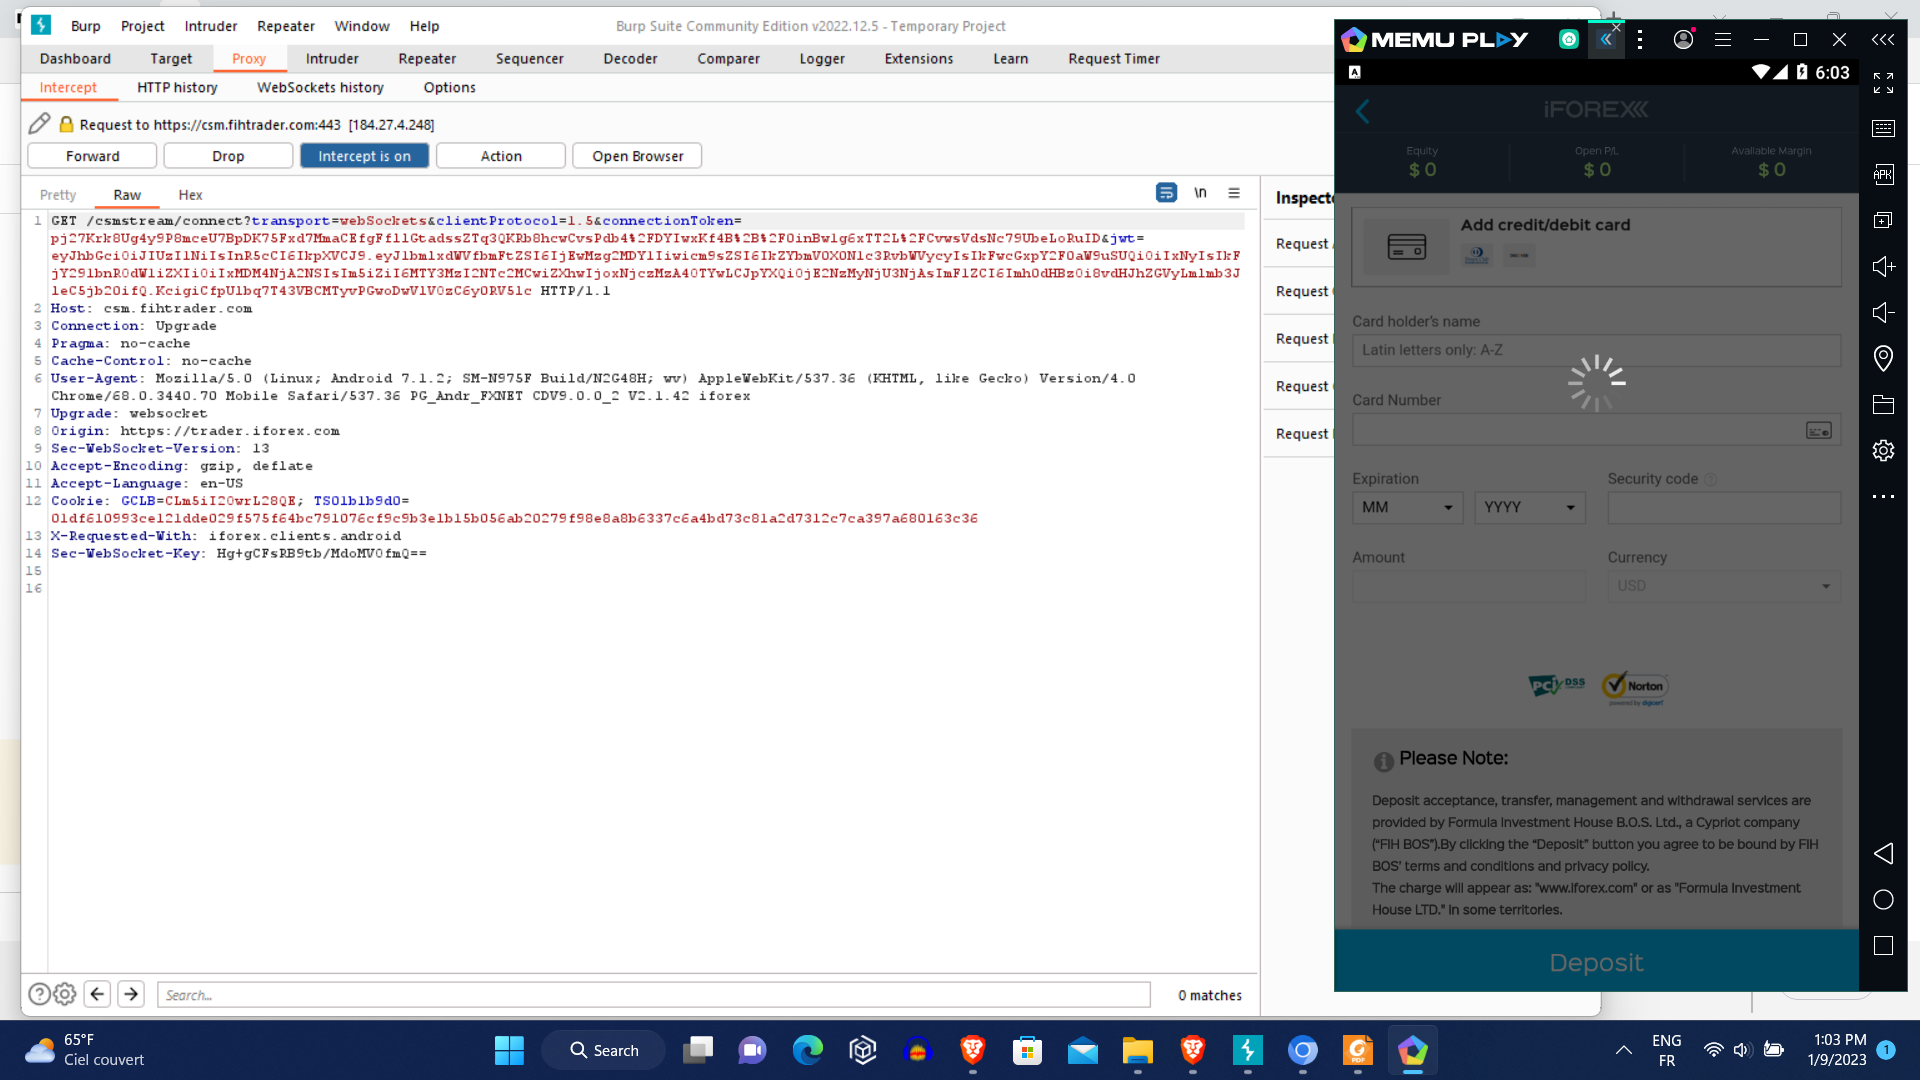 Burp Project Intruder Repeater Window Help
Burp Suite Community Edition v2022.12.5 - Temporary Project
Dashboard Target Proxy Intruder Repeater Sequencer Decoder Comparer Logger Extensions Learn Request Timer
Intercept HTTP history WebSockets history Options
Request to https://csm.fihtrader.com:443 [184.27.4.248]
Forward Drop Intercept is on Action Open Browser
Pretty Raw Hex
\n
1 GET /csmstream/connect?transport=webSockets&clientProtocol=1.5&connectionToken=
2 Host: csm.fihtrader.com
3 Connection: Upgrade
4 Pragma: no-cache
5 Cache-Control: no-cache
6 User-Agent: Mozilla/5.0 (Linux; Android 7.1.2; SM-N975F Build/N2G48H; wv) AppleWebKit/537.36 (KHTML, like Gecko) Version/4.0
Chrome/68.0.3440.70 Mobile Safari/537.36 PG_Andr_FXNET CDV9.0.0_2 V2.1.42 iforex
7 Upgrade: websocket
8 Origin: https://trader.iforex.com
9 Sec-WebSocket-Version: 13
10 Accept-Encoding: gzip, deflate
11 Accept-Language: en-US
12 Cookie:
13 X-Requested-With: iforex.clients.android
14 Sec-WebSocket-Key: Hg+gCFsRB9tb/MdoMV0fmQ==
15
16
Search...
0 matches
Inspecto
Request
Request
Request
Request
Request
MEMU PLAY
6:03
iFOREX
Equity Open P/L Available Margin
$ 0 $ 0 $ 0
Add credit/debit card
Card holder's name
Latin letters only: A-Z
Card Number
Expiration Security code
MM YYYY
Amount Currency
USD
PCI DSS
Norton
powered by digicert
Please Note:
Deposit acceptance, transfer, management and withdrawal services are
provided by Formula Investment House B.O.S. Ltd., a Cypriot company
("FIH BOS").By clicking the "Deposit" button you agree to be bound by FIH
BOS' terms and conditions and privacy policy.
The charge will appear as: "www.iforex.com" or as "Formula Investment
House LTD." in some territories.
Deposit
APK
65°F
Ciel couvert
Search
ENG
FR
1:03 PM
1/9/2023
1